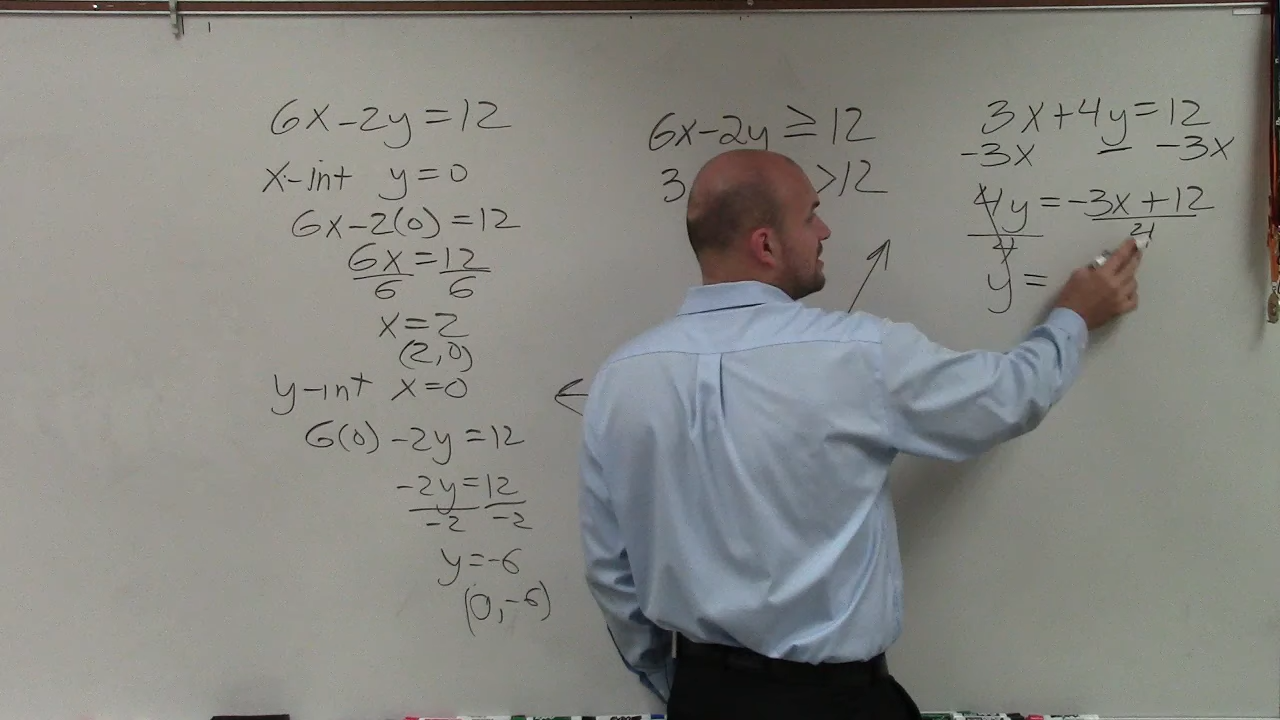 6x-2y=12
x-int y=0
6x-2(0)=12
6x=12
6 6
x=2
(2,0)
y-int x=0
6(0)-2y=12
-2y=12
-2 -2
y=-6
(0,-6)
6x-2y≥12
3 >12
3x+4y=12
-3x -3x
4y=-3x+12
4 4
y=